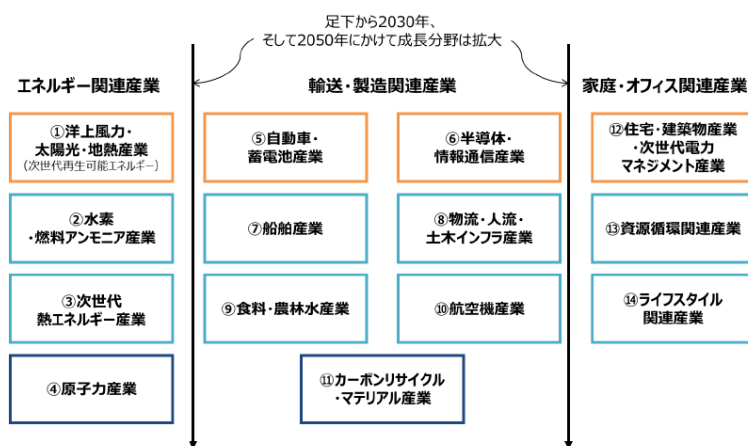 足下から2030年、
そして2050年にかけて成長分野は拡大
エネルギー関連産業
①洋上風力・
太陽光・地熱産業
(次世代再生可能エネルギー)
②水素
・燃料アンモニア産業
③次世代
熱エネルギー産業
④原子力産業
輸送・製造関連産業
⑤自動車・
蓄電池産業
⑥半導体・
情報通信産業
⑦船舶産業
⑧物流・人流・
土木インフラ産業
⑨食料・農林水産業
⑩航空機産業
⑪カーボンリサイクル
・マテリアル産業
家庭・オフィス関連産業
⑫住宅・建築物産業
・次世代電力
マネジメント産業
⑬資源循環関連産業
⑭ライフスタイル
関連産業